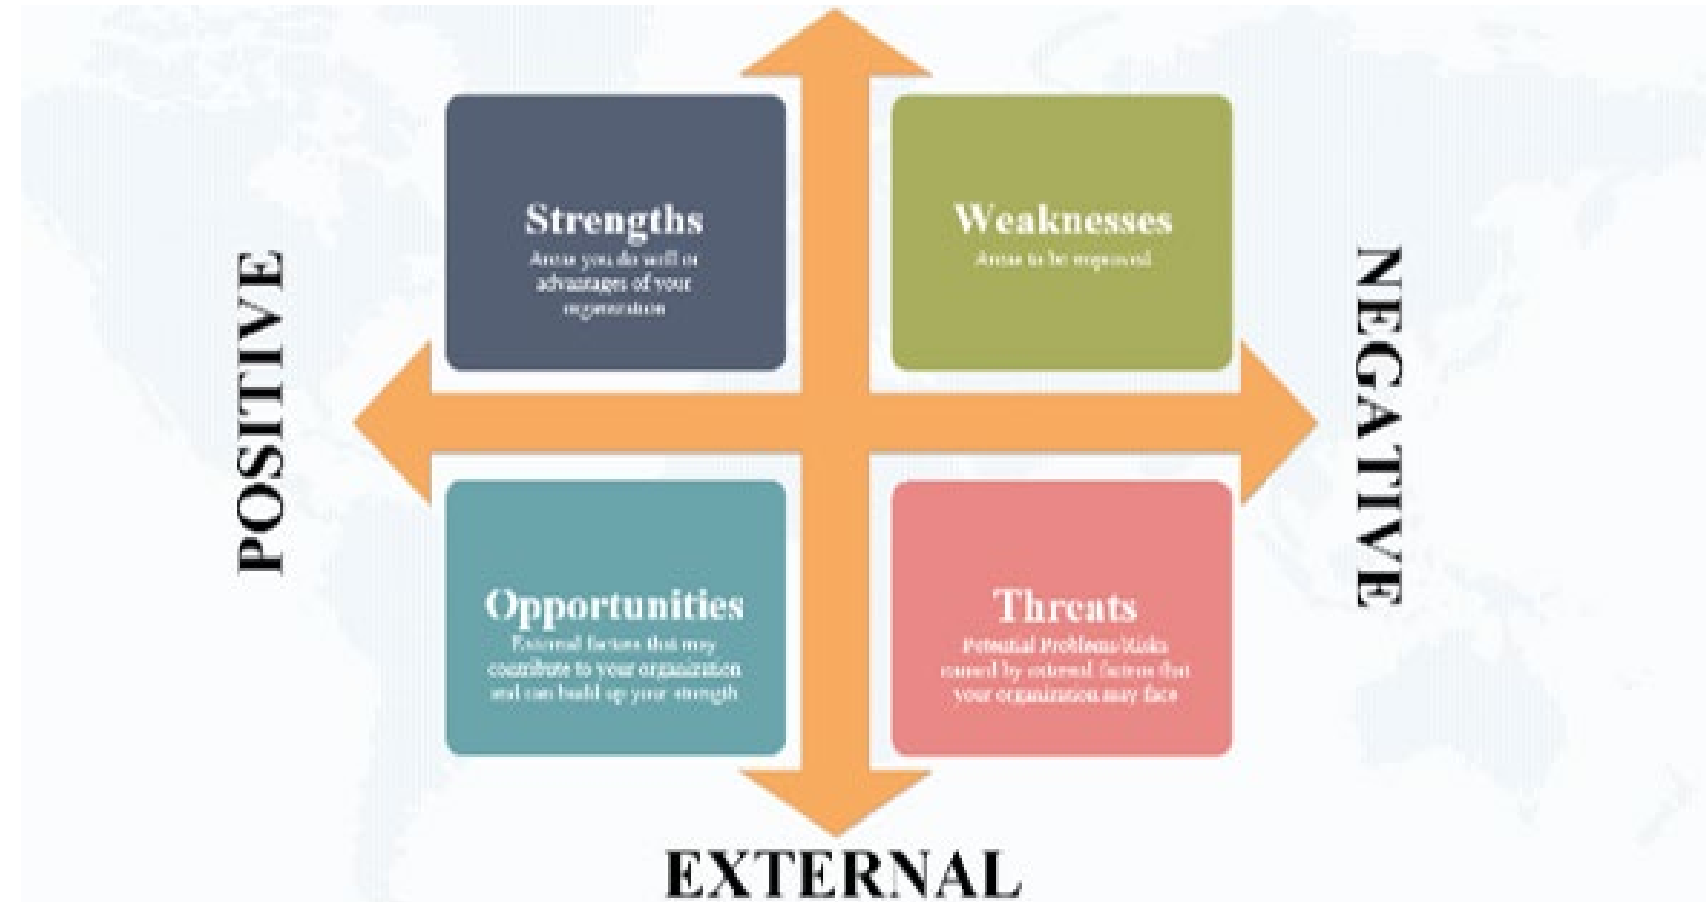 Strengths
Areas you do well or
advantages of your
organization
Weaknesses
Areas to be improved
POSITIVE
NEGATIVE
Opportunities
External factors that may
contribute to your organization
and can build up your strength
Threats
Potential Problems/Risks
caused by external factors that
your organization may face
EXTERNAL